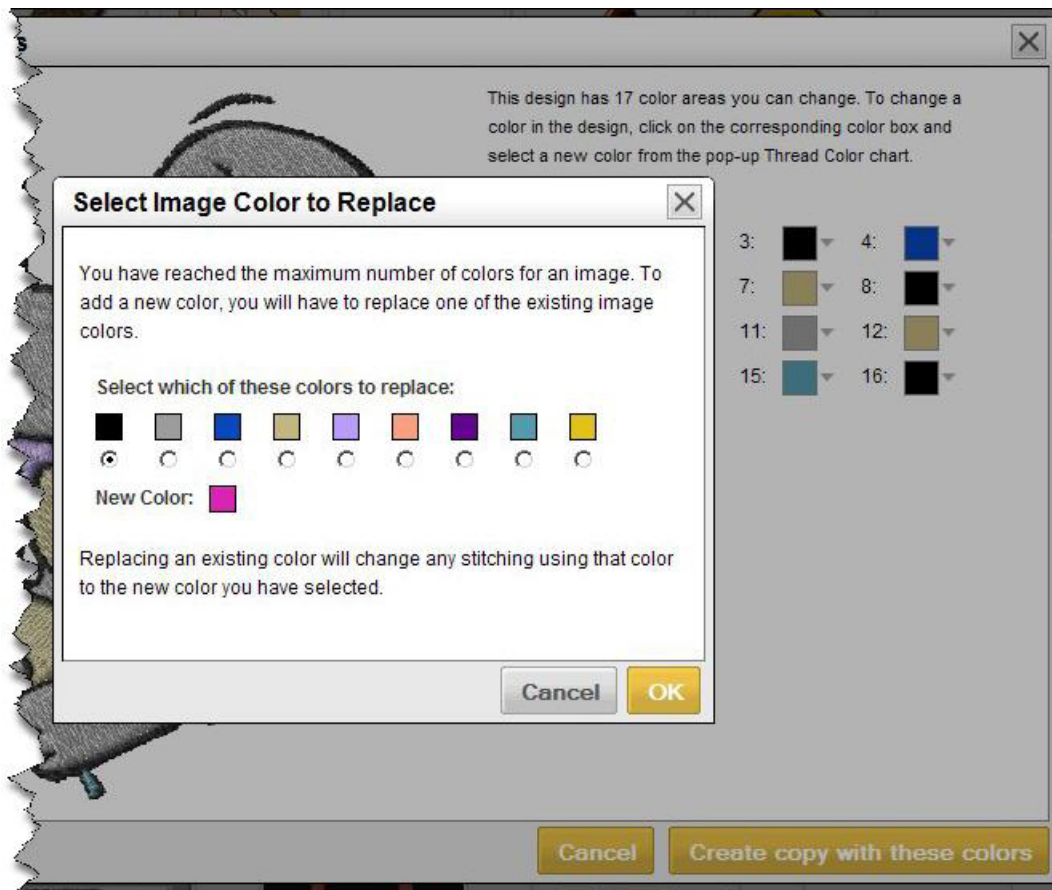 s
This design has 17 color areas you can change. To change a
color in the design, click on the corresponding color box and
select a new color from the pop-up Thread Color chart.
Select Image Color to Replace
You have reached the maximum number of colors for an image. To
add a new color, you will have to replace one of the existing image
colors.
Select which of these colors to replace:
New Color:
Replacing an existing color will change any stitching using that color
to the new color you have selected.
Cancel OK
3: 4:
7: 8:
11: 12:
15: 16:
Cancel Create copy with these colors